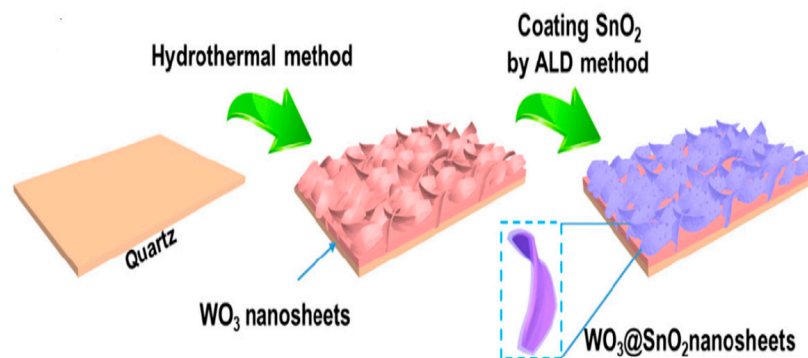 Hydrothermal method
Coating SnO₂
by ALD method
Quartz
WO₃ nanosheets
WO₃@SnO₂nanosheets